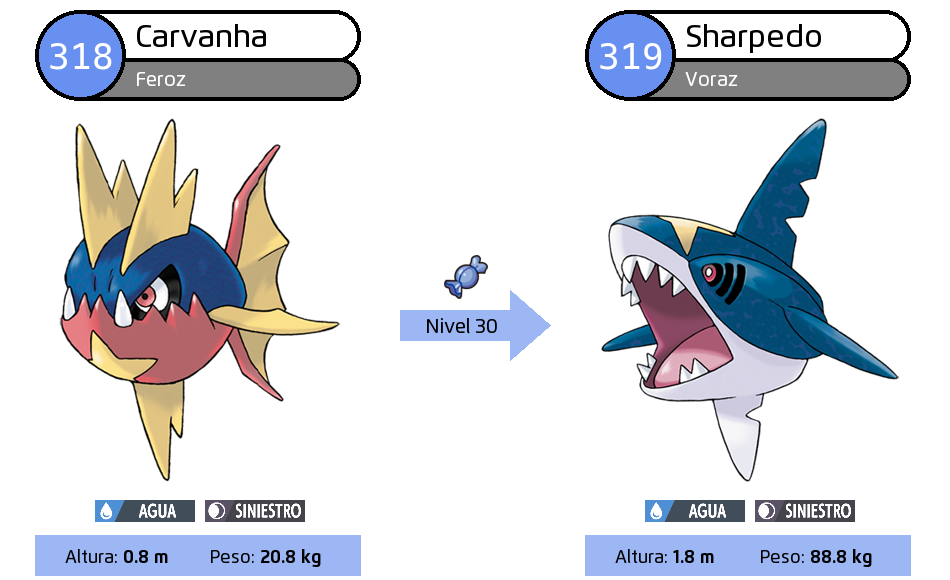 318
Carvanha
Feroz
319
Sharpedo
Voraz
Nivel 30
AGUA
SINIESTRO
AGUA
SINIESTRO
Altura: 0.8 m
Peso: 20.8 kg
Altura: 1.8 m
Peso: 88.8 kg